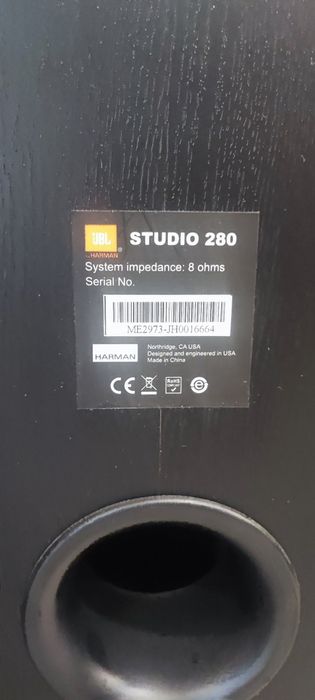 JBL
by HARMAN
STUDIO 280
System impedance: 8 ohms
Serial No.
ME2973-JH0016664
HARMAN
Northridge, CA USA
Designed and engineered in USA
Made in China
CE
RoHS
COMPLIANT
e